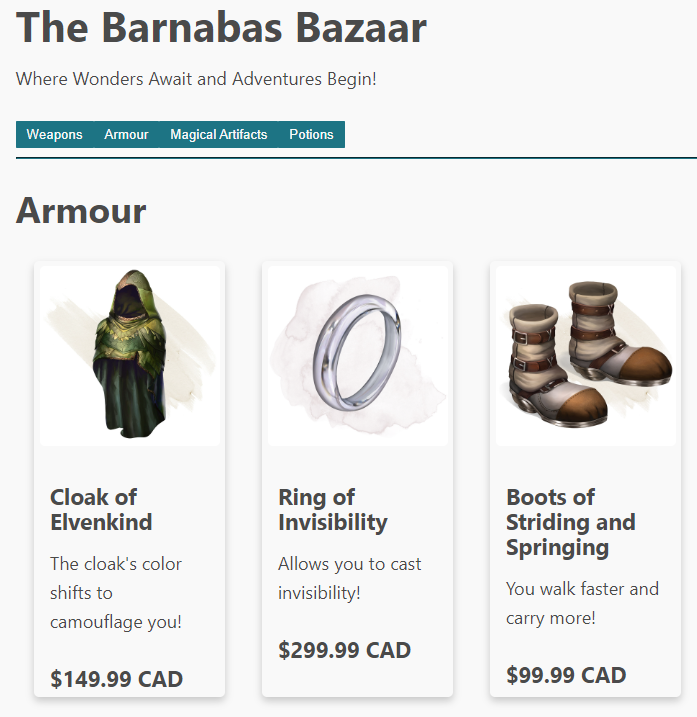 The Barnabas Bazaar
Where Wonders Await and Adventures Begin!
Weapons Armour Magical Artifacts Potions
Armour
Cloak of
Elvenkind
The cloak's color
shifts to
camouflage you!
$149.99 CAD
Ring of
Invisibility
Allows you to cast
invisibility!
$299.99 CAD
Boots of
Striding and
Springing
You walk faster and
carry more!
$99.99 CAD